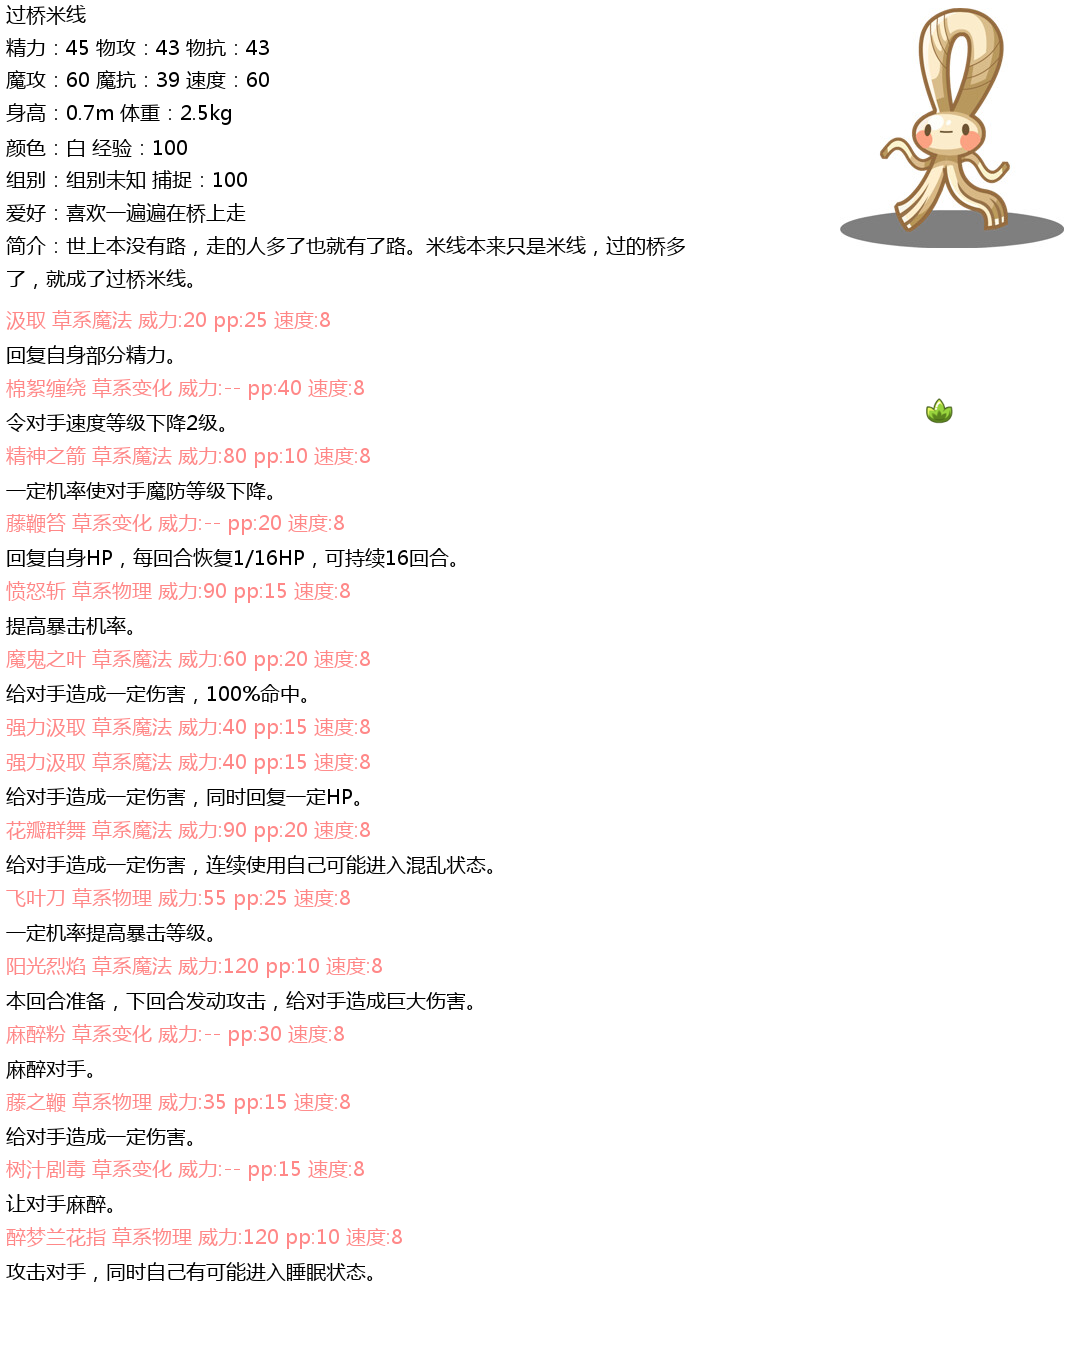 过桥米线
精力：45 物攻：43 物抗：43
魔攻：60 魔抗：39 速度：60
身高：0.7m 体重：2.5kg
颜色：白 经验：100
组别：组别未知 捕捉：100
爱好：喜欢一遍遍在桥上走
简介：世上本没有路，走的人多了也就有了路。米线本来只是米线，过的桥多
了，就成了过桥米线。
汲取 草系魔法 威力:20 pp:25 速度:8
回复自身部分精力。
棉絮缠绕 草系变化 威力:-- pp:40 速度:8
令对手速度等级下降2级。
精神之箭 草系魔法 威力:80 pp:10 速度:8
一定机率使对手魔防等级下降。
藤鞭笞 草系变化 威力:-- pp:20 速度:8
回复自身HP，每回合恢复1/16HP，可持续16回合。
愤怒斩 草系物理 威力:90 pp:15 速度:8
提高暴击机率。
魔鬼之叶 草系魔法 威力:60 pp:20 速度:8
给对手造成一定伤害，100%命中。
强力汲取 草系魔法 威力:40 pp:15 速度:8
强力汲取 草系魔法 威力:40 pp:15 速度:8
给对手造成一定伤害，同时回复一定HP。
花瓣群舞 草系魔法 威力:90 pp:20 速度:8
给对手造成一定伤害，连续使用自己可能进入混乱状态。
飞叶刀 草系物理 威力:55 pp:25 速度:8
一定机率提高暴击等级。
阳光烈焰 草系魔法 威力:120 pp:10 速度:8
本回合准备，下回合发动攻击，给对手造成巨大伤害。
麻醉粉 草系变化 威力:-- pp:30 速度:8
麻醉对手。
藤之鞭 草系物理 威力:35 pp:15 速度:8
给对手造成一定伤害。
树汁剧毒 草系变化 威力:-- pp:15 速度:8
让对手麻醉。
醉梦兰花指 草系物理 威力:120 pp:10 速度:8
攻击对手，同时自己有可能进入睡眠状态。